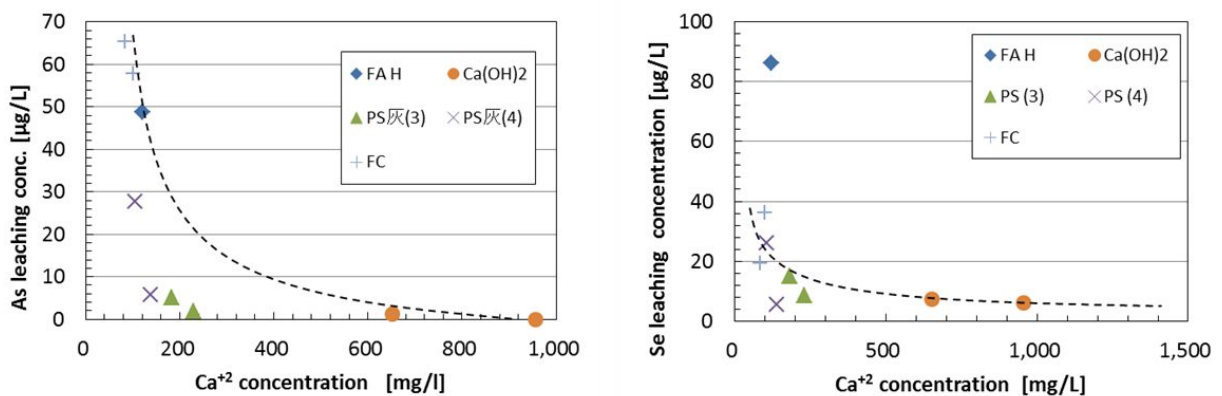 70
60
50
40
30
20
10
0
As leaching conc. [µg/L]
FA H
Ca(OH)2
PS灰(3)
PS灰(4)
FC
0
200
400
600
800
1,000
Ca+2 concentration [mg/l]
100
80
60
40
20
0
Se leaching concentration [µg/L]
FA H
Ca(OH)2
PS (3)
PS (4)
FC
0
500
1,000
1,500
Ca+2 concentration [mg/L]